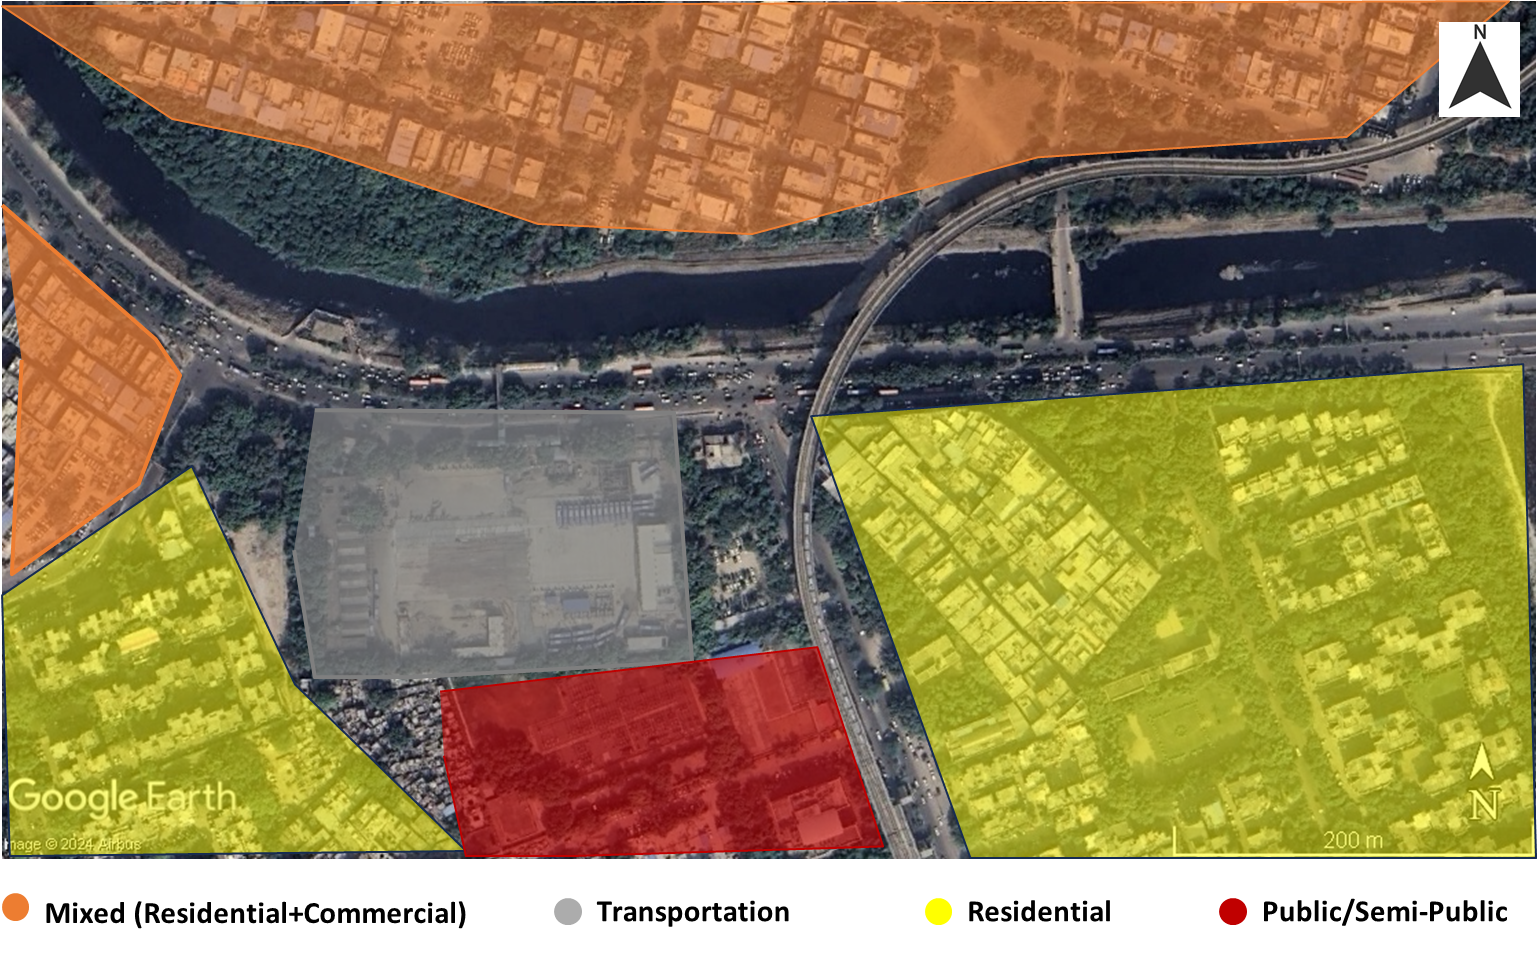 N
Google Earth
N
mage © 2024 Airbus
200 m
Mixed (Residential+Commercial)
Transportation
Residential
Public/Semi-Public